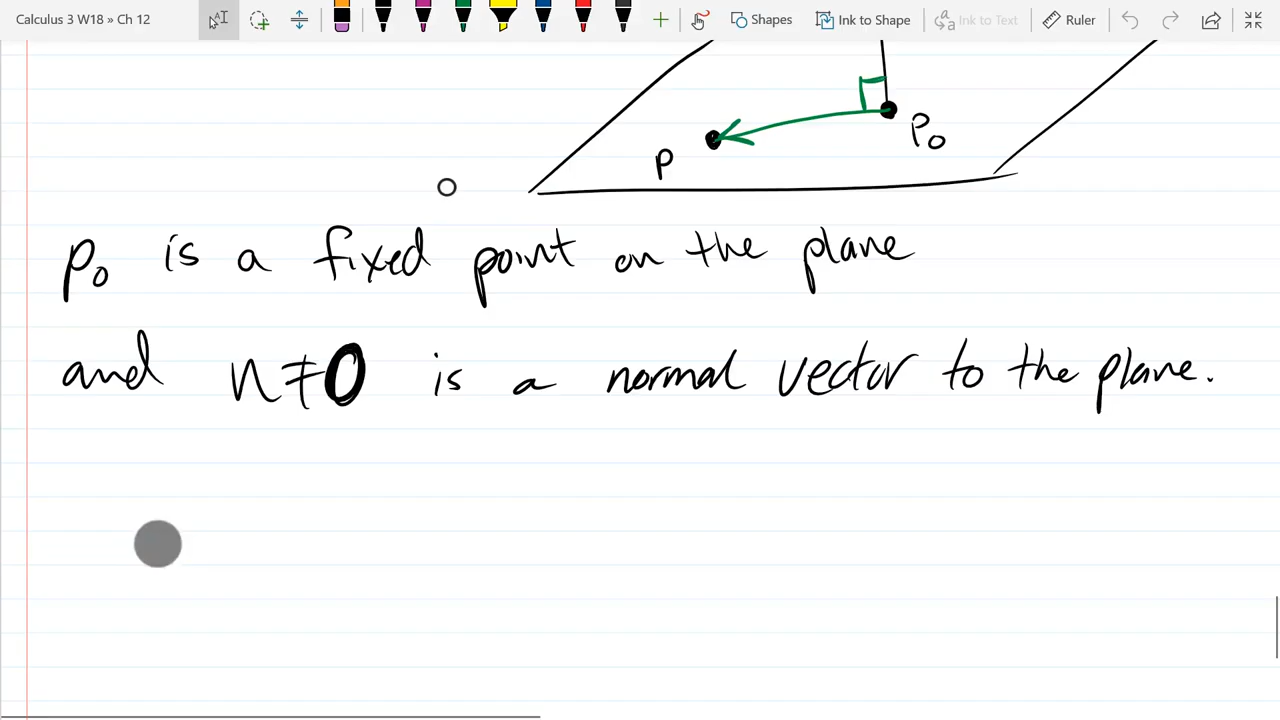 Calculus 3 W18 » Ch 12
Shapes
Ink to Shape
Ink to Text
Ruler
P₀
P
P₀ is a fixed point on the plane
and n ≠ 0 is a normal vector to the plane.